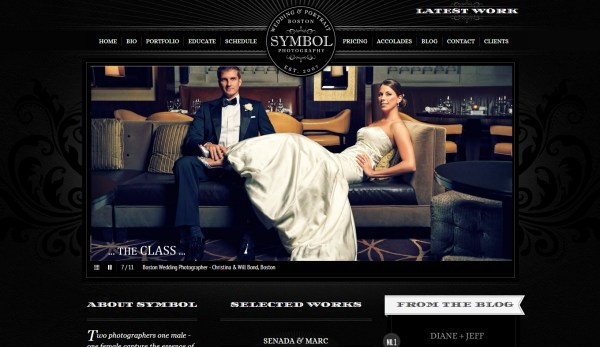 LATEST WORK
WEDDING & PORTRAIT
BOSTON
SYMBOL
PHOTOGRAPHY
EST. 2007
HOME BIO PORTFOLIO EDUCATE SCHEDULE PRICING ACCOLADES BLOG CONTACT CLIENTS
... THE CLASS ...
7 / 11 Boston Wedding Photographer - Christina & Will Bond, Boston
ABOUT SYMBOL
SELECTED WORKS
FROM THE BLOG
Two photographers one male -
one female capture the essence of
SENADA & MARC
NO.1
DIANE + JEFF